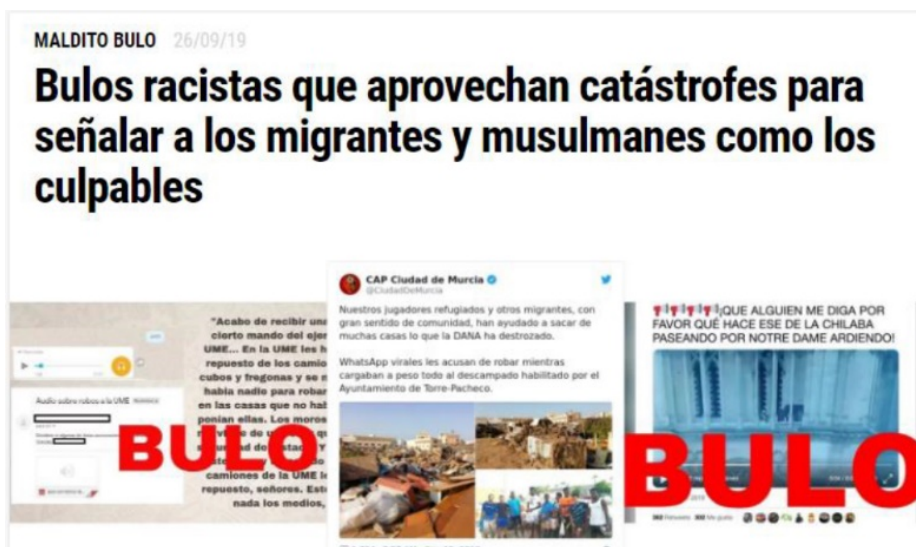 MALDITO BULO 26/09/19
Bulos racistas que aprovechan catástrofes para
señalar a los migrantes y musulmanes como los
culpables
"Acabo de recibir una
cierto mando del ejer
UME... En la UME les h
repuesto de los camio
cubos y fregonas y se n
había nadie para robar
en las casas que no hab
ponían ellas. Los moros
camiones de la UME le
repuesto, señores. Est
nada los medios,
Audio sobre robos a la UME
BULO
CAP Ciudad de Murcia
@CiudadDeMurcia
Nuestros jugadores refugiados y otros migrantes, con
gran sentido de comunidad, han ayudado a sacar de
muchas casas lo que la DANA ha destrozado.
WhatsApp virales les acusan de robar mientras
cargaban a peso todo al descampado habilitado por el
Ayuntamiento de Torre-Pacheco.
¡QUE ALGUIEN ME DIGA POR
FAVOR QUÉ HACE ESE DE LA CHILABA
PASEANDO POR NOTRE DAME ARDIENDO!
BULO